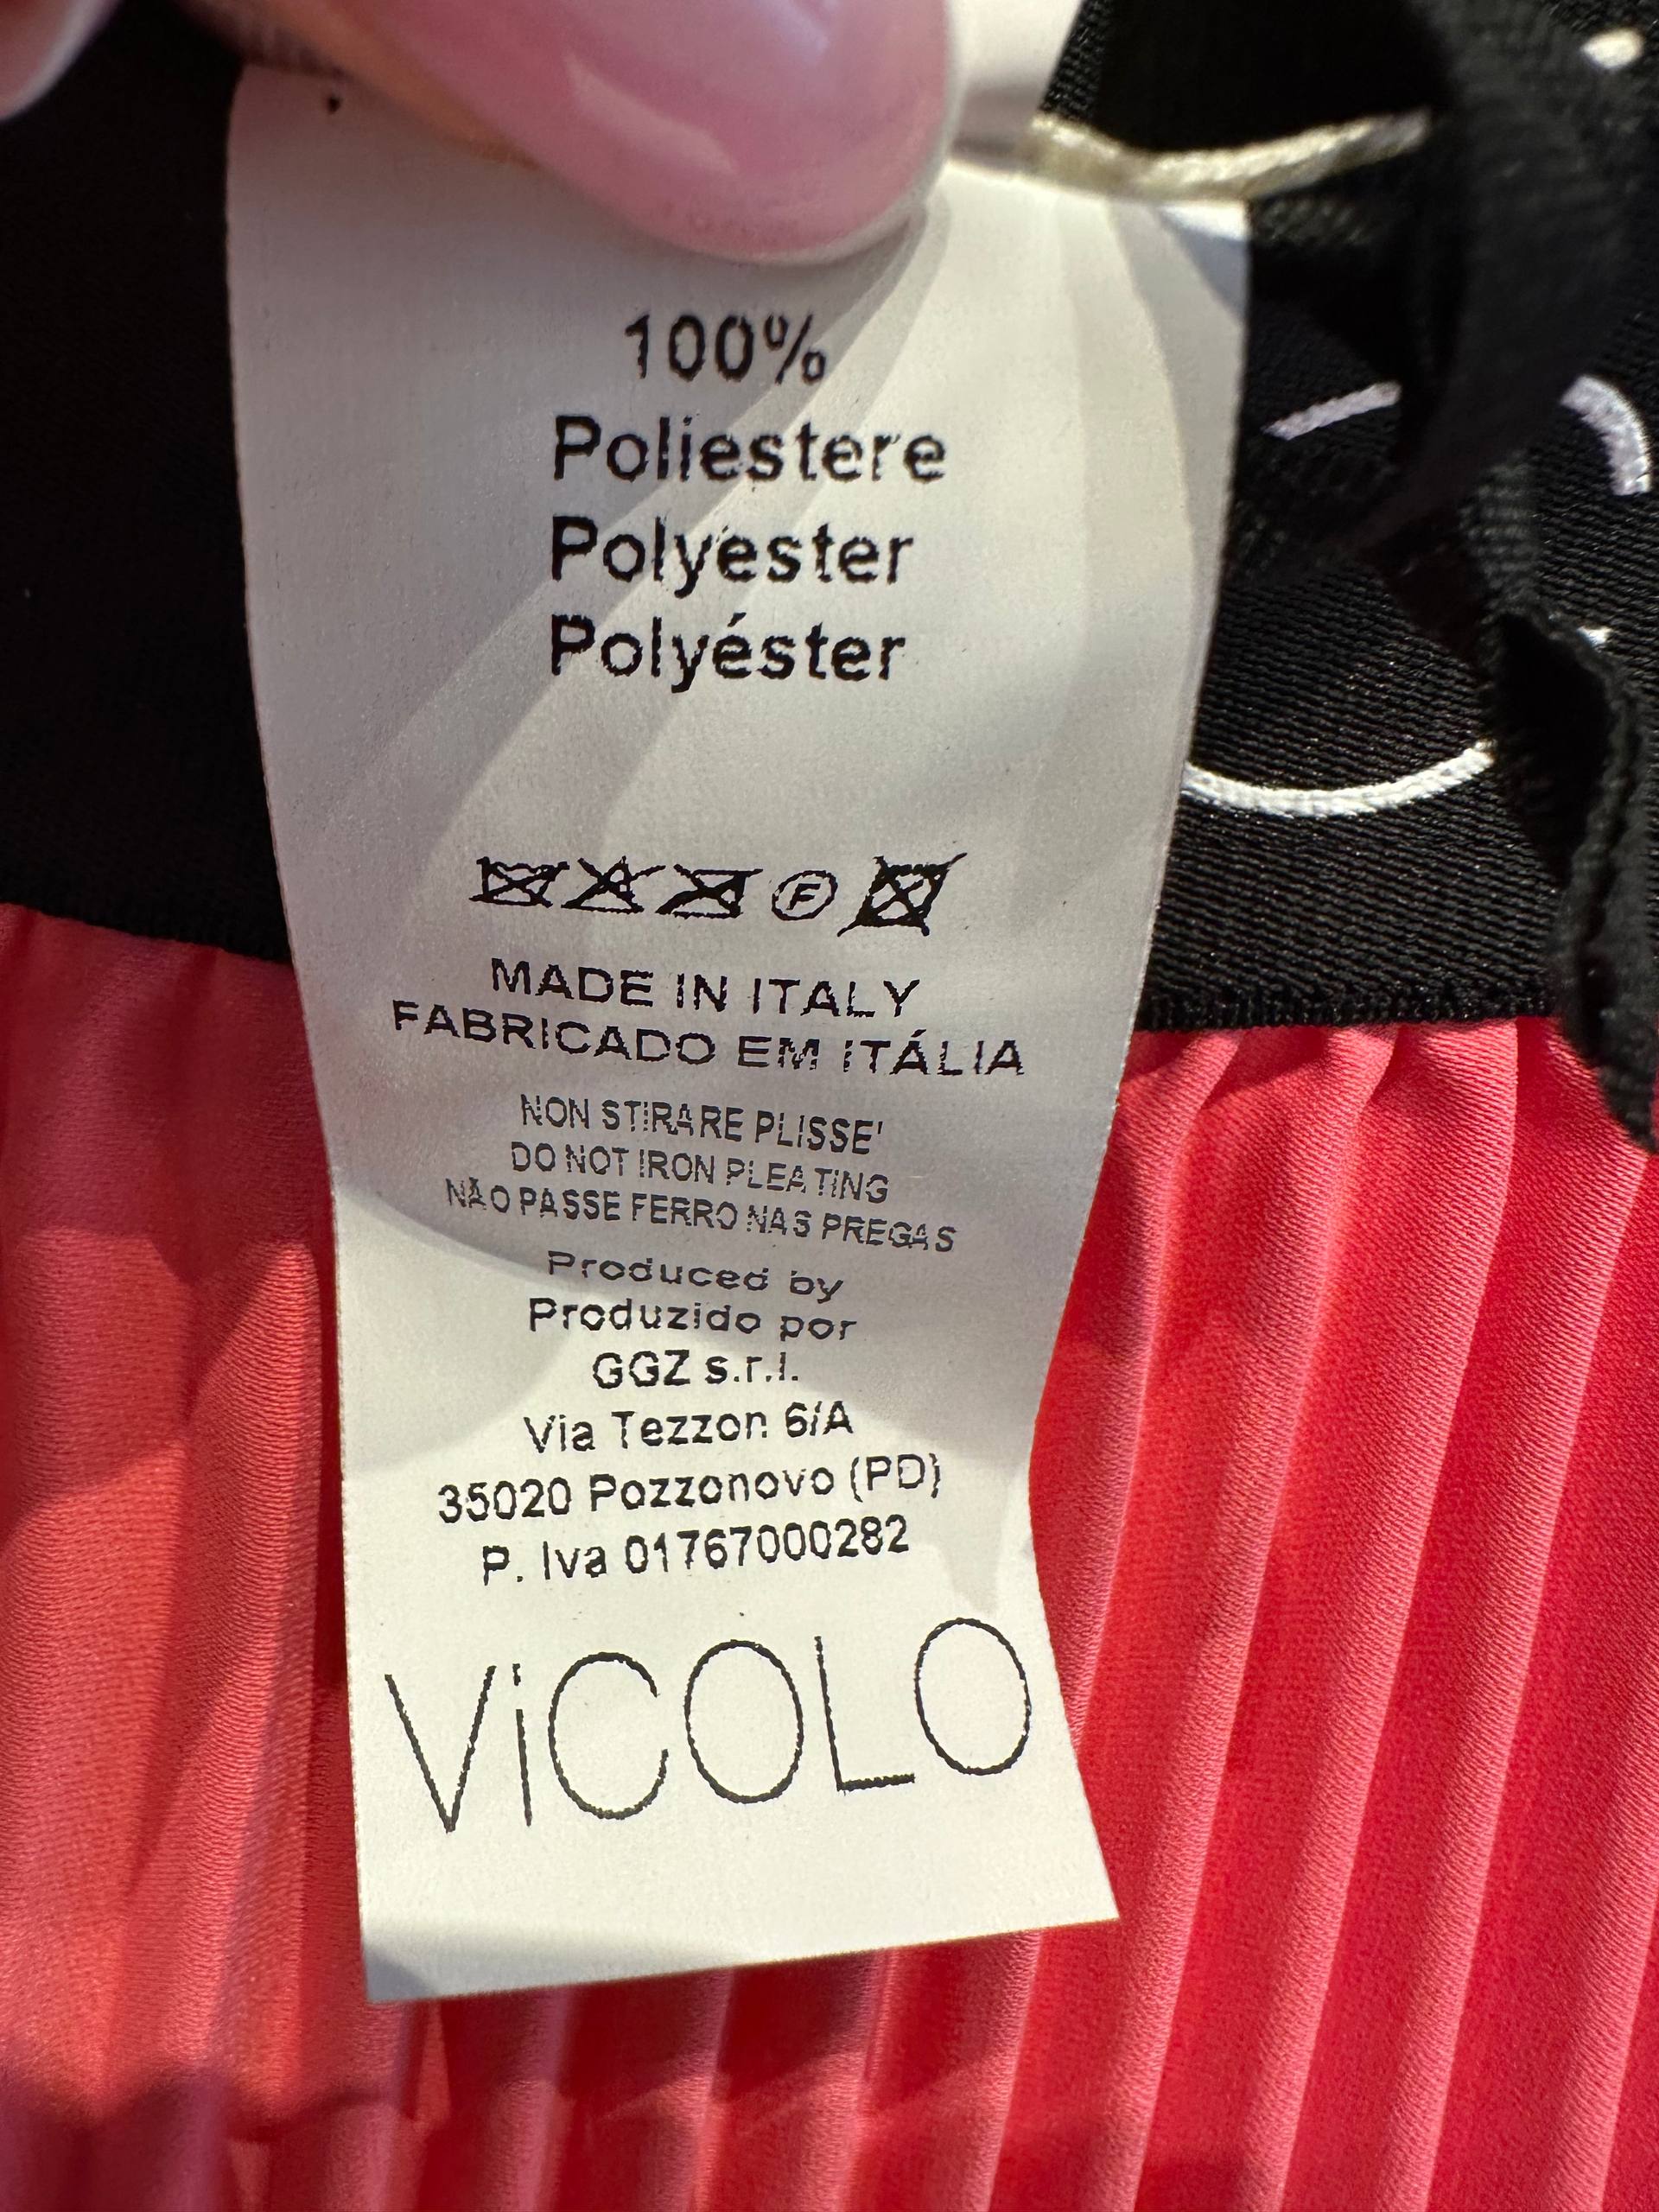 100%
Poliestere
Polyester
Polyéster
F
MADE IN ITALY
FABRICADO EM ITÁLIA
NON STIRARE PLISSE'
DO NOT IRON PLEATING
NÃO PASSE FERRO NAS PREGAS
Produced by
Produzido por
GGZ s.r.l.
Via Tezzon 6/A
35020 Pozzonovo (PD)
P. Iva 01767000282
ViCOLO